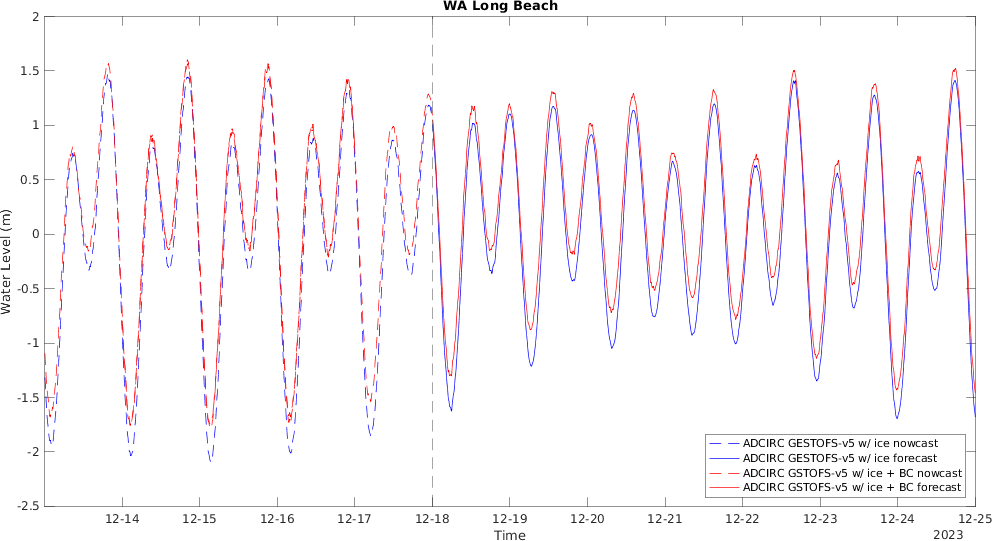 WA Long Beach
2
1.5
1
0.5
0
-0.5
-1
-1.5
-2
-2.5
Water Level (m)
ADCIRC GESTOFS-v5 w/ ice nowcast
ADCIRC GESTOFS-v5 w/ ice forecast
ADCIRC GSTOFS-v5 w/ ice + BC nowcast
ADCIRC GSTOFS-v5 w/ ice + BC forecast
12-14 12-15 12-16 12-17 12-18 12-19 12-20 12-21 12-22 12-23 12-24 12-25
Time
2023